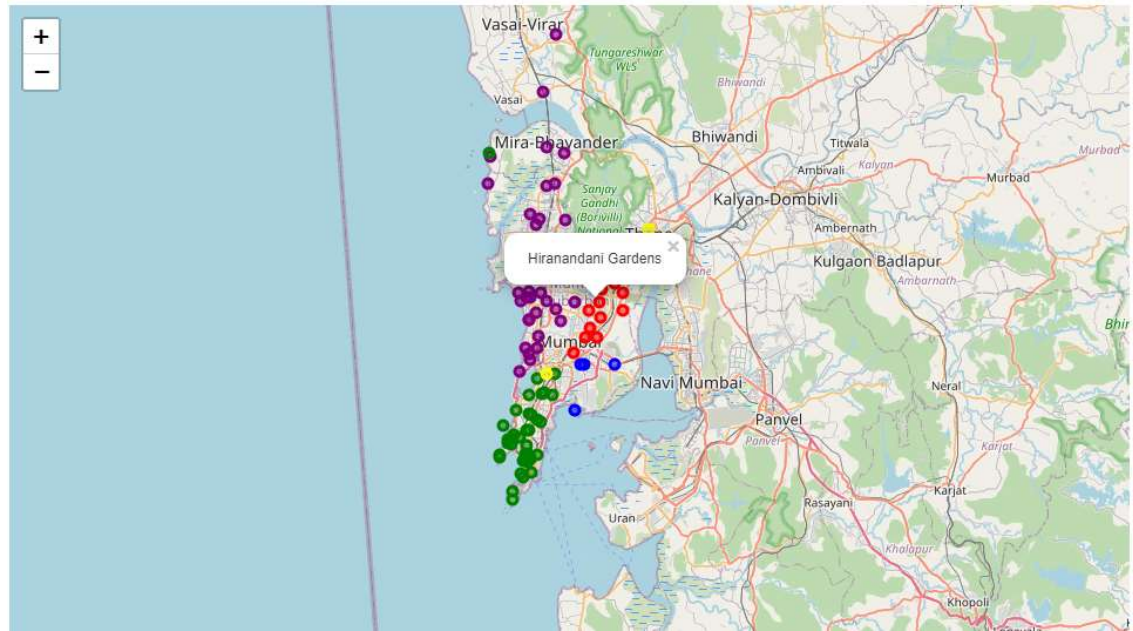 +
−
Vasai-Virar
Tungareshwar
WLS
Bhiwandi
Vasai
Mira-Bhayander
Bhiwandi
Titwala
Kalyan
Murbad
Ambivali
Murbad
Sanjay
Gandhi
(Borivili)
National
Kalyan-Dombivli
Ambernath
Thane
×
Hiranandani Gardens
Kulgaon Badlapur
Ambarnath
Mumbai
Navi Mumbai
Neral
Panvel
Karjat
Panvel
Rasayani
Karjat
Uran
Khalapur
Khopoli